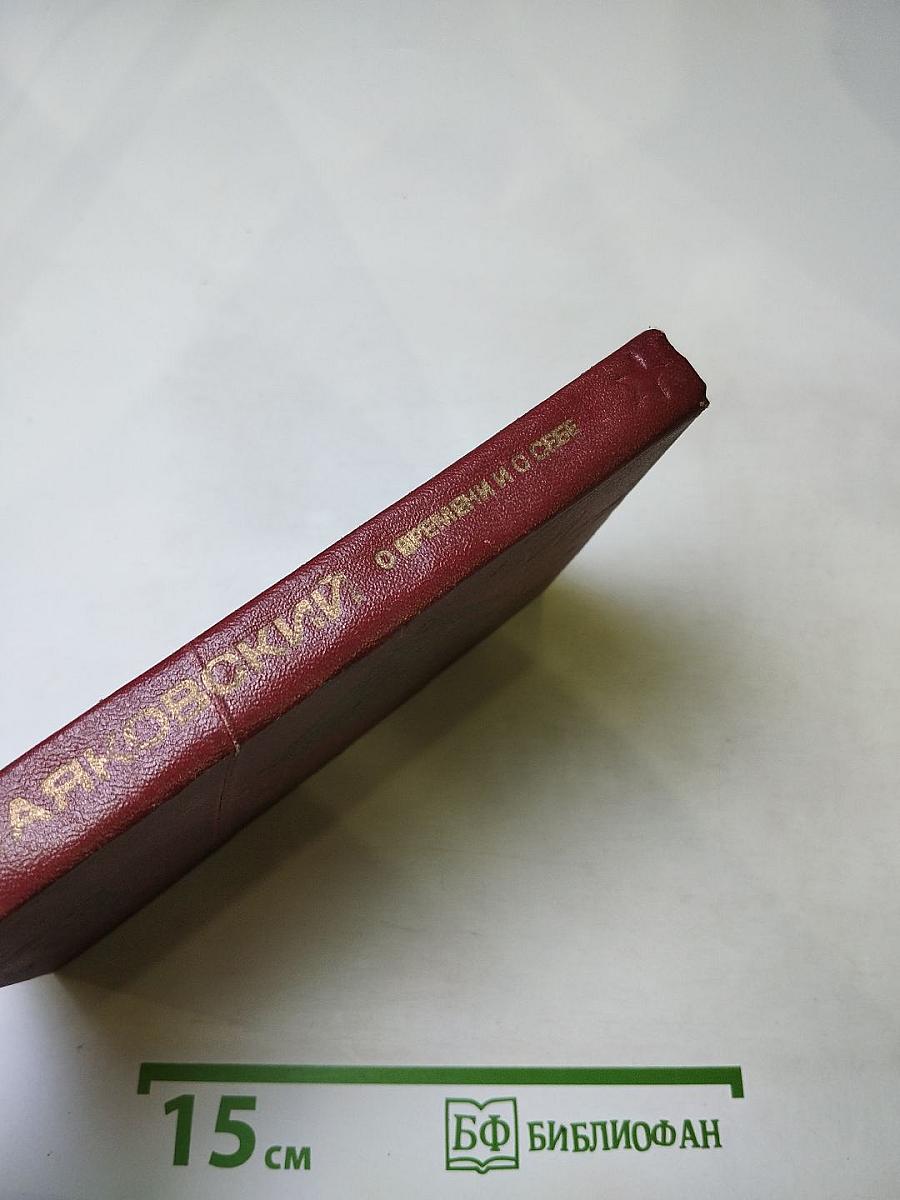 АЯКОВСКИЙ О ВРЕМЕНИ И О СЕБЕ
15 см
БФ БИБЛИОФАН